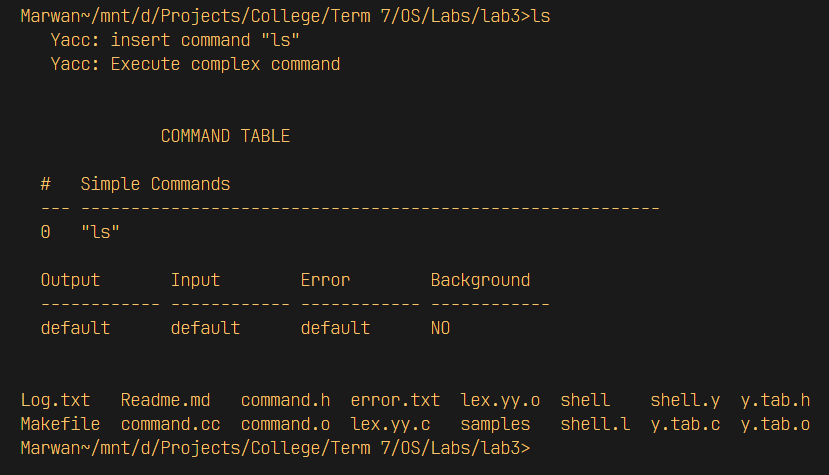 Marwan~/mnt/d/Projects/College/Term 7/OS/Labs/lab3>ls
   Yacc: insert command "ls"
   Yacc: Execute complex command
              COMMAND TABLE
  #   Simple Commands
  --- ----------------------------------------------------------
  0   "ls"
  Output       Input        Error        Background
  ------------ ------------ ------------ ------------
  default      default      default      NO
Log.txt   Readme.md   command.h  error.txt  lex.yy.o  shell    shell.y  y.tab.h
Makefile  command.cc  command.o  lex.yy.c   samples   shell.l  y.tab.c  y.tab.o
Marwan~/mnt/d/Projects/College/Term 7/OS/Labs/lab3>